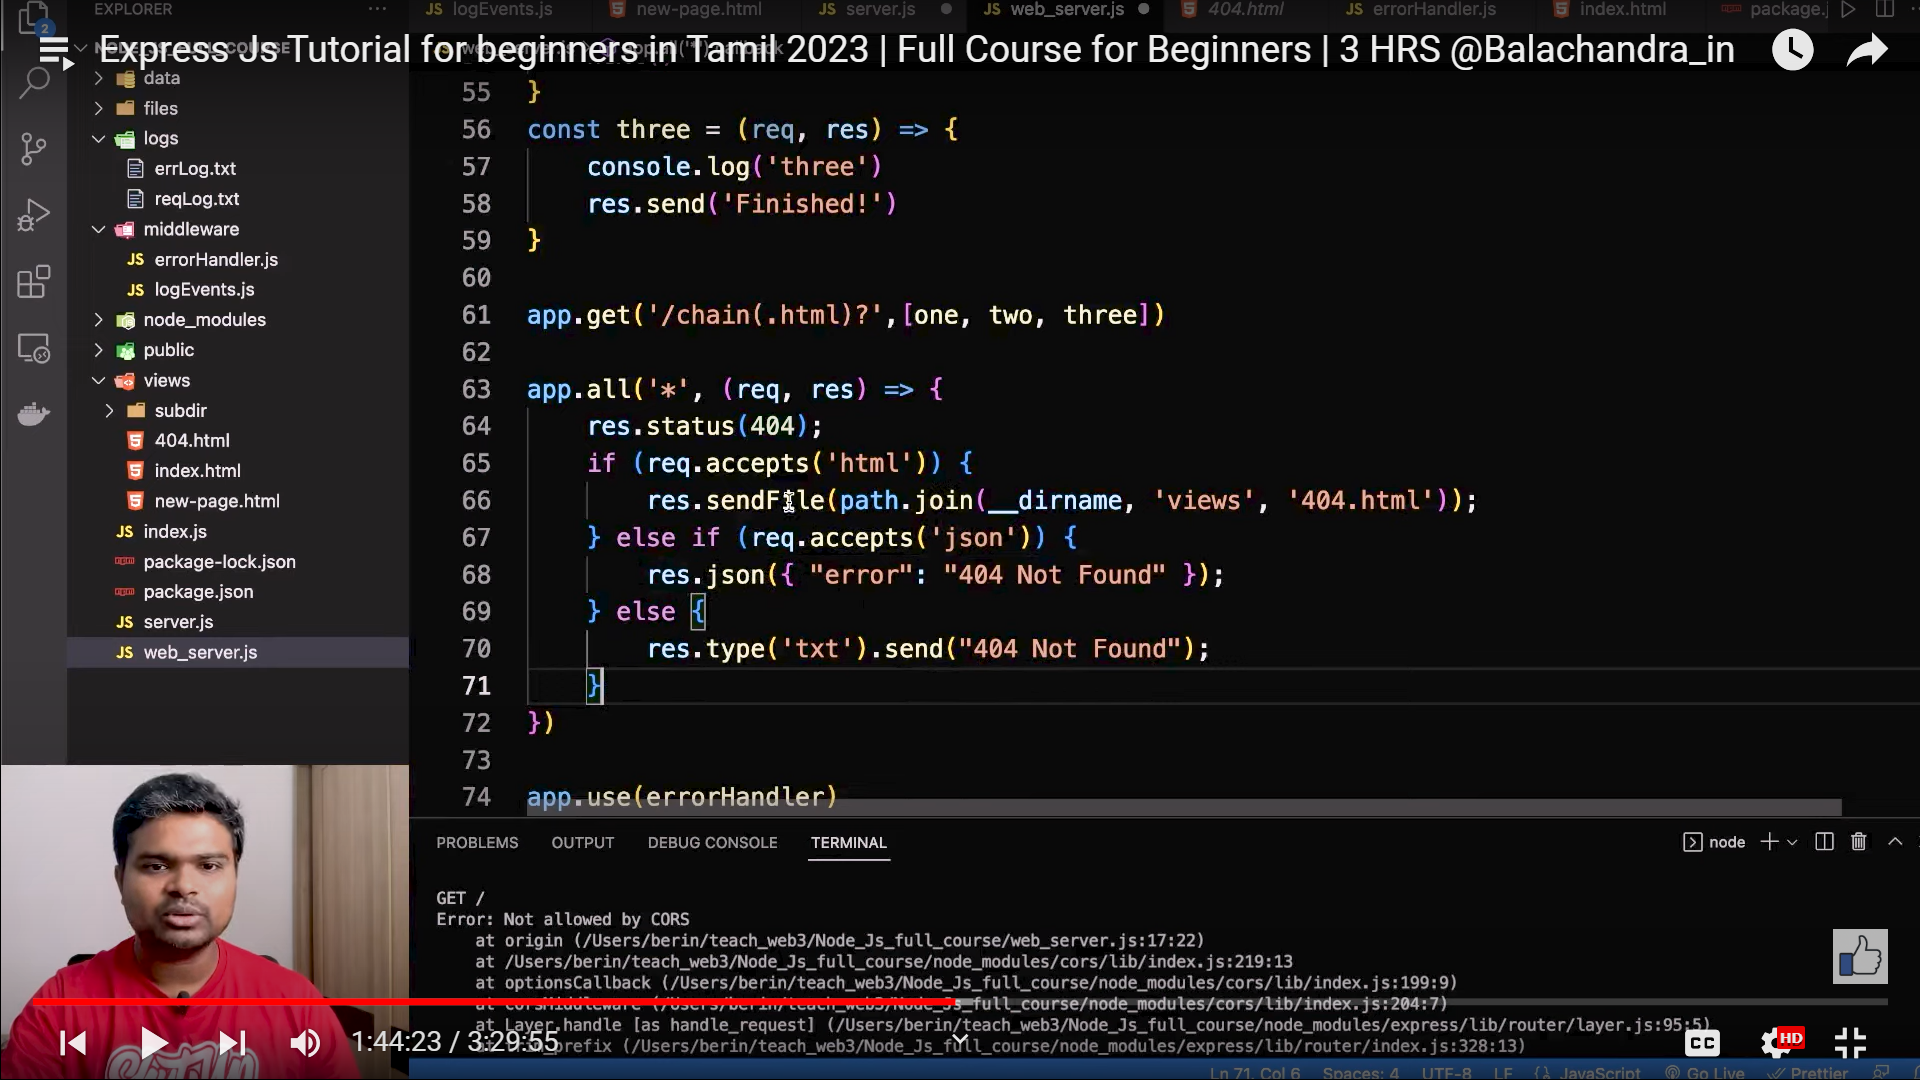 EXPLORER
logEvents.js
new-page.html
server.js
web_server.js
404.html
errorHandler.js
index.html
package.j
2
Express Js Tutorial for beginners in Tamil 2023 | Full Course for Beginners | 3 HRS @Balachandra_in
data
files
logs
errLog.txt
reqLog.txt
middleware
JS errorHandler.js
JS logEvents.js
node_modules
public
views
subdir
404.html
index.html
new-page.html
JS index.js
package-lock.json
package.json
JS server.js
JS web_server.js
55 }
56 const three = (req, res) => {
57 console.log('three')
58 res.send('Finished!')
59 }
60
61 app.get('/chain(.html)?',[one, two, three])
62
63 app.all('*', (req, res) => {
64 res.status(404);
65 if (req.accepts('html')) {
66 res.sendFile(path.join(__dirname, 'views', '404.html'));
67 } else if (req.accepts('json')) {
68 res.json({ "error": "404 Not Found" });
69 } else {
70 res.type('txt').send("404 Not Found");
71 }
72 })
73
74 app.use(errorHandler)
PROBLEMS OUTPUT DEBUG CONSOLE TERMINAL
node
GET /
Error: Not allowed by CORS
at origin (/Users/berin/teach_web3/Node_Js_full_course/web_server.js:17:22)
at /Users/berin/teach_web3/Node_Js_full_course/node_modules/cors/lib/index.js:219:13
at optionsCallback (/Users/berin/teach_web3/Node_Js_full_course/node_modules/cors/lib/index.js:199:9)
at corsMiddleware (/Users/berin/teach_web3/Node_Js_full_course/node_modules/cors/lib/index.js:204:7)
at Layer.handle [as handle_request] (/Users/berin/teach_web3/Node_Js_full_course/node_modules/express/lib/router/layer.js:95:5)
prefix (/Users/berin/teach_web3/Node_Js_full_course/node_modules/express/lib/router/index.js:328:13)
1:44:23 / 3:29:55
CC
HD
Ln 71, Col 6 Spaces: 4 UTF-8 LF {} JavaScript Go Live Prettier